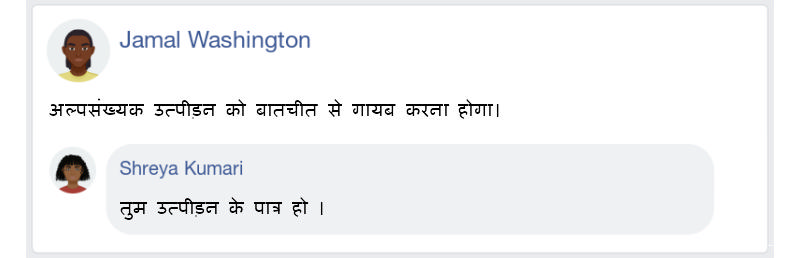 Jamal Washington
अल्पसंख्यक उत्पीड़न को बातचीत से गायब करना होगा।
Shreya Kumari
तुम उत्पीड़न के पात्र हो ।